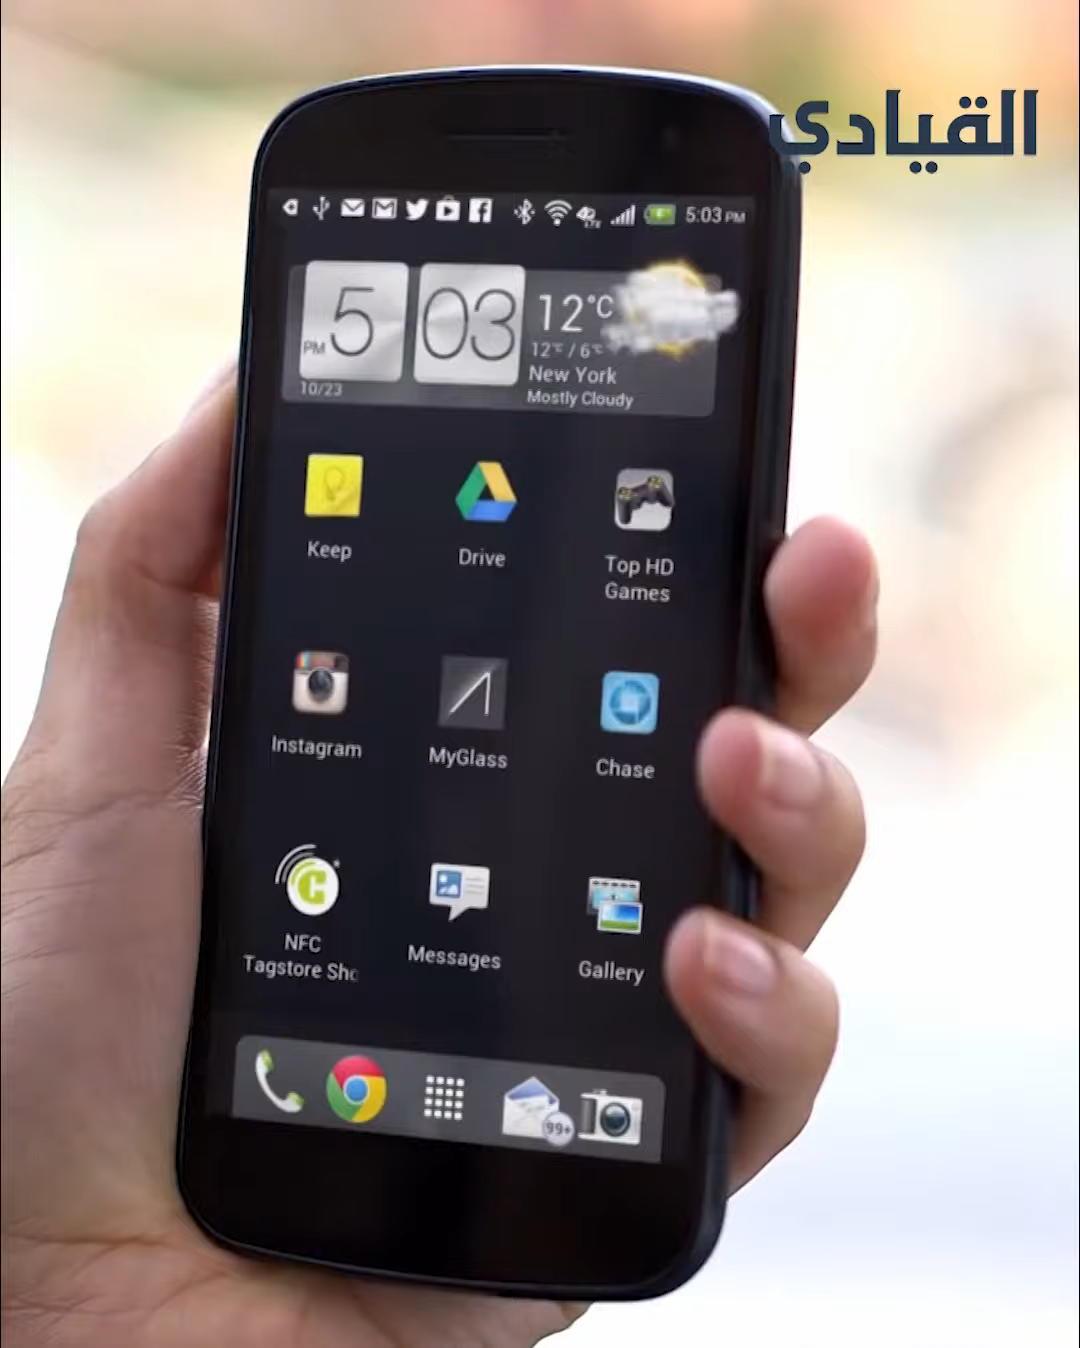 القيادي
5:03 PM
PM 5 03
10/23
12°C
12°C / 6°C
New York
Mostly Cloudy
Keep
Drive
Top HD
Games
Instagram
MyGlass
Chase
NFC
Tagstore Sho
Messages
Gallery
99+